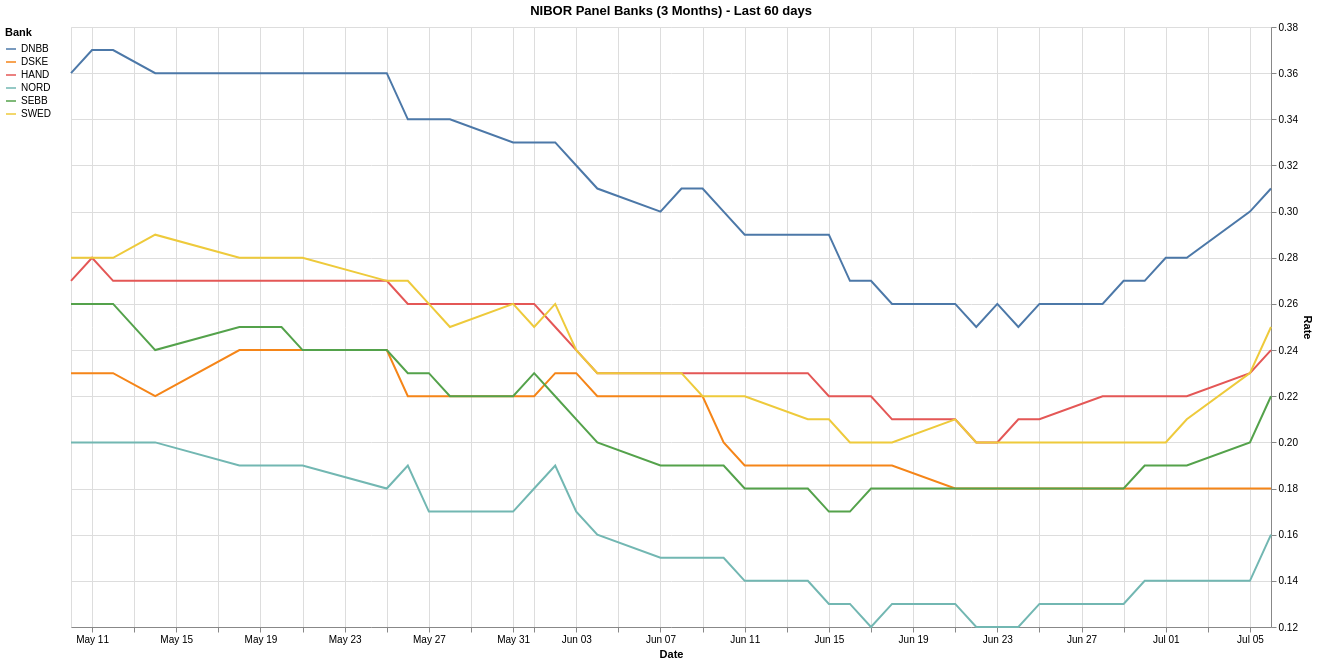 NIBOR Panel Banks (3 Months) - Last 60 days
Bank
DNBB
DSKE
HAND
NORD
SEBB
SWED
0.38
0.36
0.34
0.32
0.30
0.28
0.26
0.24
0.22
0.20
0.18
0.16
0.14
0.12
Rate
May 11 May 15 May 19 May 23 May 27 May 31 Jun 03 Jun 07 Jun 11 Jun 15 Jun 19 Jun 23 Jun 27 Jul 01 Jul 05
Date